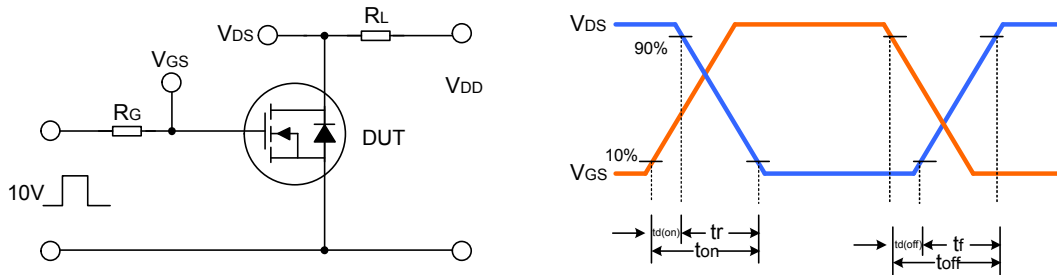 RL
VDS
VGS
VDD
RG
DUT
10V
VDS
90%
10%
VGS
td(on)
tr
ton
td(off)
tf
toff